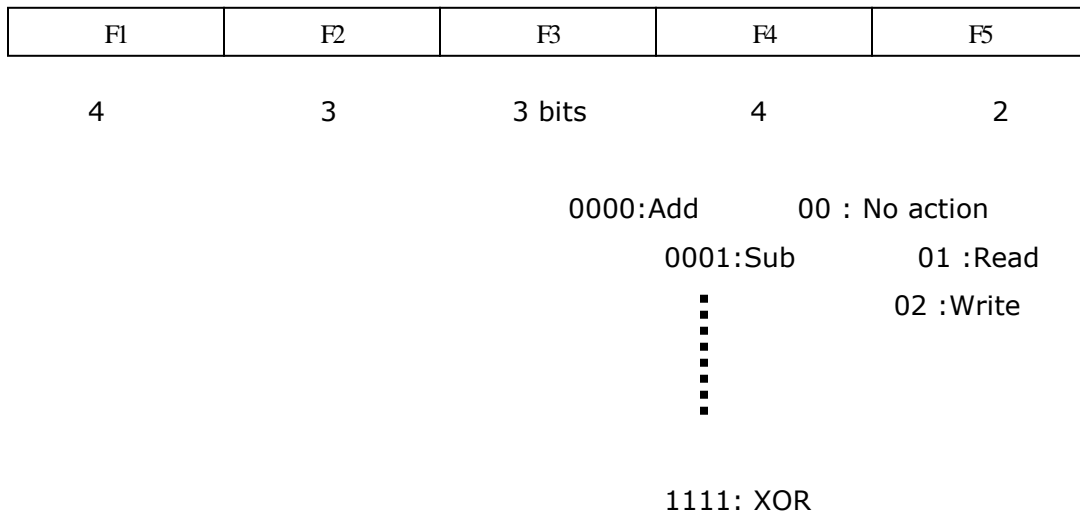 F1 F2 F3 F4 F5
4 3 3 bits 4 2
0000:Add 00 : No action
0001:Sub 01 :Read
02 :Write
1111: XOR